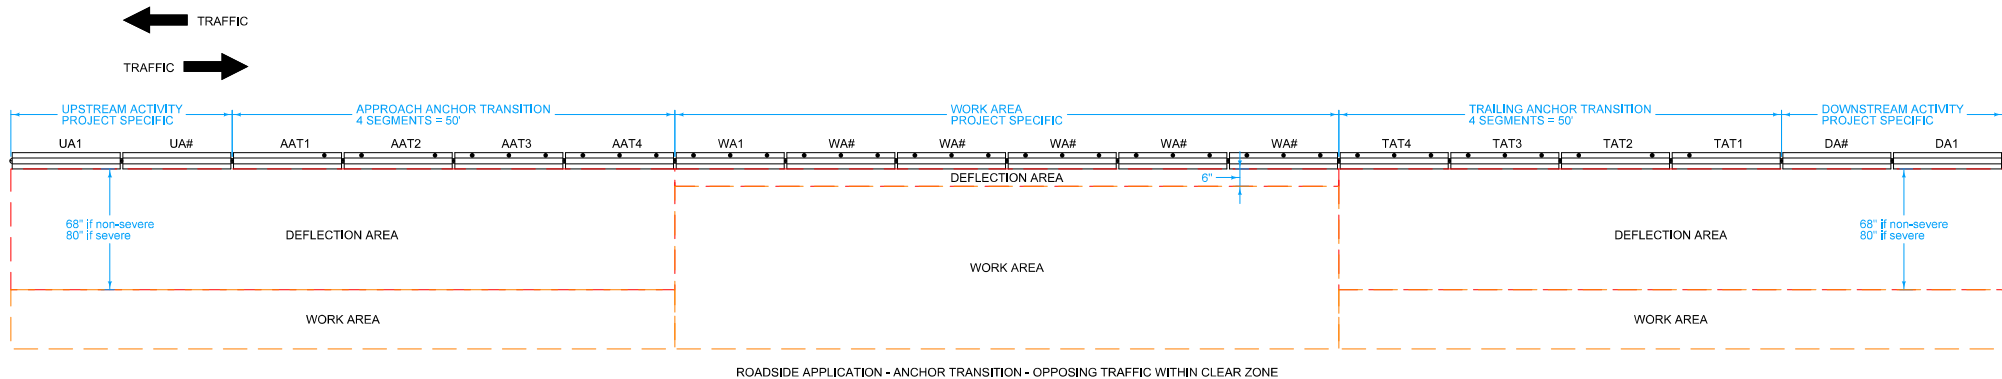 TRAFFIC
TRAFFIC
UPSTREAM ACTIVITY
PROJECT SPECIFIC
APPROACH ANCHOR TRANSITION
4 SEGMENTS = 50'
WORK AREA
PROJECT SPECIFIC
TRAILING ANCHOR TRANSITION
4 SEGMENTS = 50'
DOWNSTREAM ACTIVITY
PROJECT SPECIFIC
UA1 UA# AAT1 AAT2 AAT3 AAT4 WA1 WA# WA# WA# WA# WA# TAT4 TAT3 TAT2 TAT1 DA# DA1
DEFLECTION AREA
6"
68" if non-severe
80" if severe
DEFLECTION AREA
DEFLECTION AREA
68" if non-severe
80" if severe
WORK AREA
WORK AREA
WORK AREA
ROADSIDE APPLICATION - ANCHOR TRANSITION - OPPOSING TRAFFIC WITHIN CLEAR ZONE